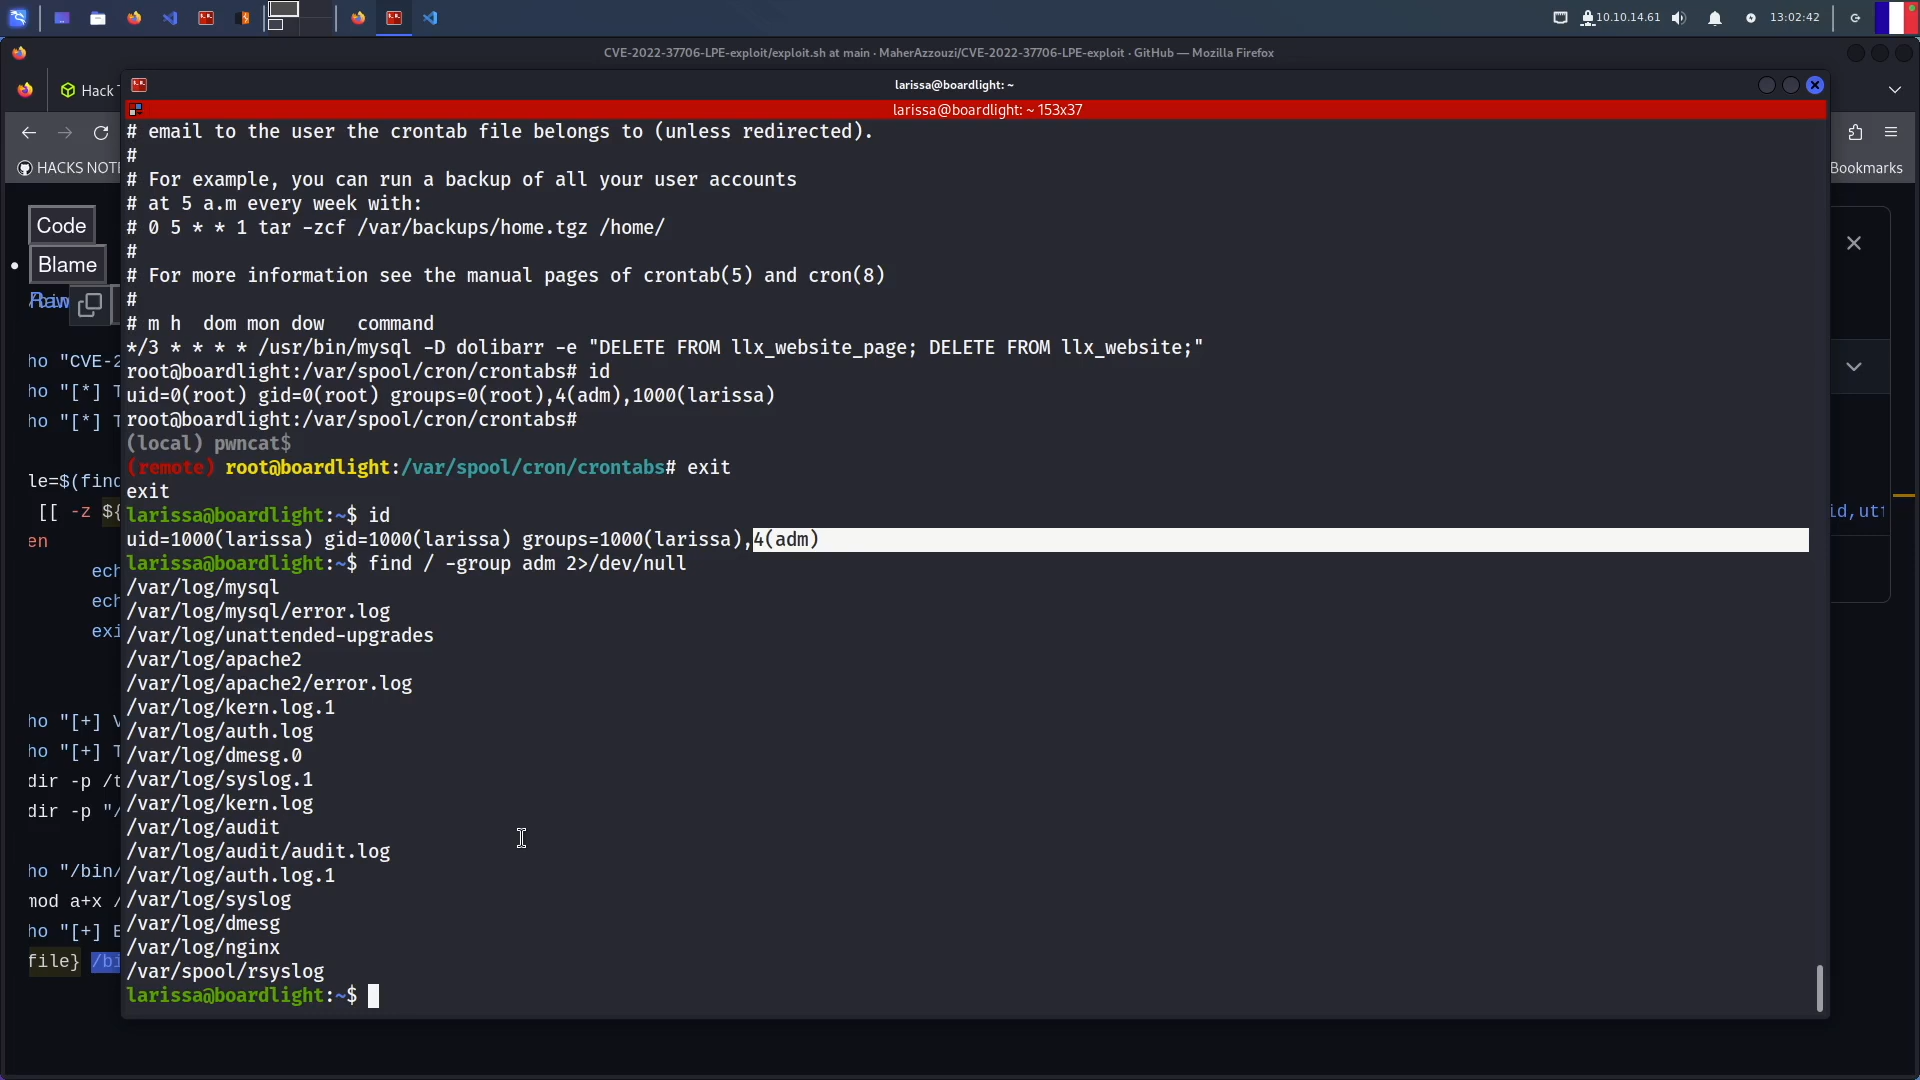 10.10.14.61
13:02:42
CVE-2022-37706-LPE-exploit/exploit.sh at main · MaherAzzouzi/CVE-2022-37706-LPE-exploit · GitHub — Mozilla Firefox
Hack
larissa@boardlight: ~
larissa@boardlight: ~ 153x37
HACKS NOT
Bookmarks
Code
Blame
Raw
ho "CVE-2
ho "[*] T
ho "[*] T
le=$(find
[[ -z ${
en
ech
ech
exi
ho "[+] V
ho "[+] T
dir -p /t
dir -p "/
ho "/bin/
mod a+x /
ho "[+] E
file} /bi
id,ut
# email to the user the crontab file belongs to (unless redirected).
#
# For example, you can run a backup of all your user accounts
# at 5 a.m every week with:
# 0 5 * * 1 tar -zcf /var/backups/home.tgz /home/
#
# For more information see the manual pages of crontab(5) and cron(8)
#
# m h  dom mon dow   command
*/3 * * * * /usr/bin/mysql -D dolibarr -e "DELETE FROM llx_website_page; DELETE FROM llx_website;"
root@boardlight:/var/spool/cron/crontabs# id
uid=0(root) gid=0(root) groups=0(root),4(adm),1000(larissa)
root@boardlight:/var/spool/cron/crontabs#
(local) pwncat$
(remote) root@boardlight:/var/spool/cron/crontabs# exit
exit
larissa@boardlight:~$ id
uid=1000(larissa) gid=1000(larissa) groups=1000(larissa),4(adm)
larissa@boardlight:~$ find / -group adm 2>/dev/null
/var/log/mysql
/var/log/mysql/error.log
/var/log/unattended-upgrades
/var/log/apache2
/var/log/apache2/error.log
/var/log/kern.log.1
/var/log/auth.log
/var/log/dmesg.0
/var/log/syslog.1
/var/log/kern.log
/var/log/audit
/var/log/audit/audit.log
/var/log/auth.log.1
/var/log/syslog
/var/log/dmesg
/var/log/nginx
/var/spool/rsyslog
larissa@boardlight:~$